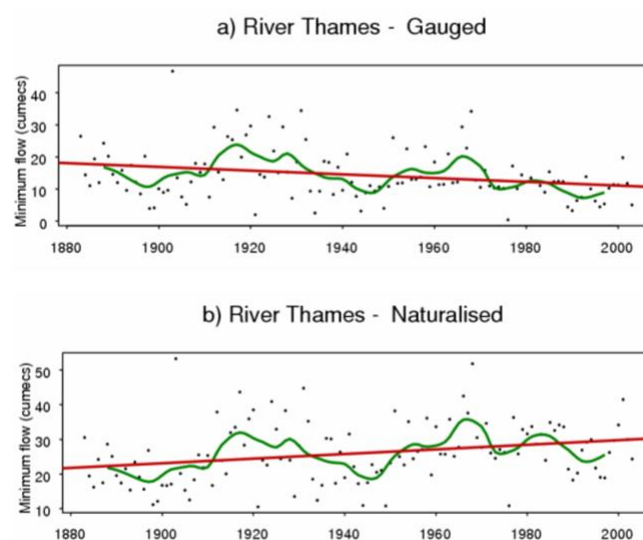 a) River Thames - Gauged
Minimum flow (cumecs)
40
30
20
10
0
1880 1900 1920 1940 1960 1980 2000
b) River Thames - Naturalised
Minimum flow (cumecs)
50
40
30
20
10
1880 1900 1920 1940 1960 1980 2000